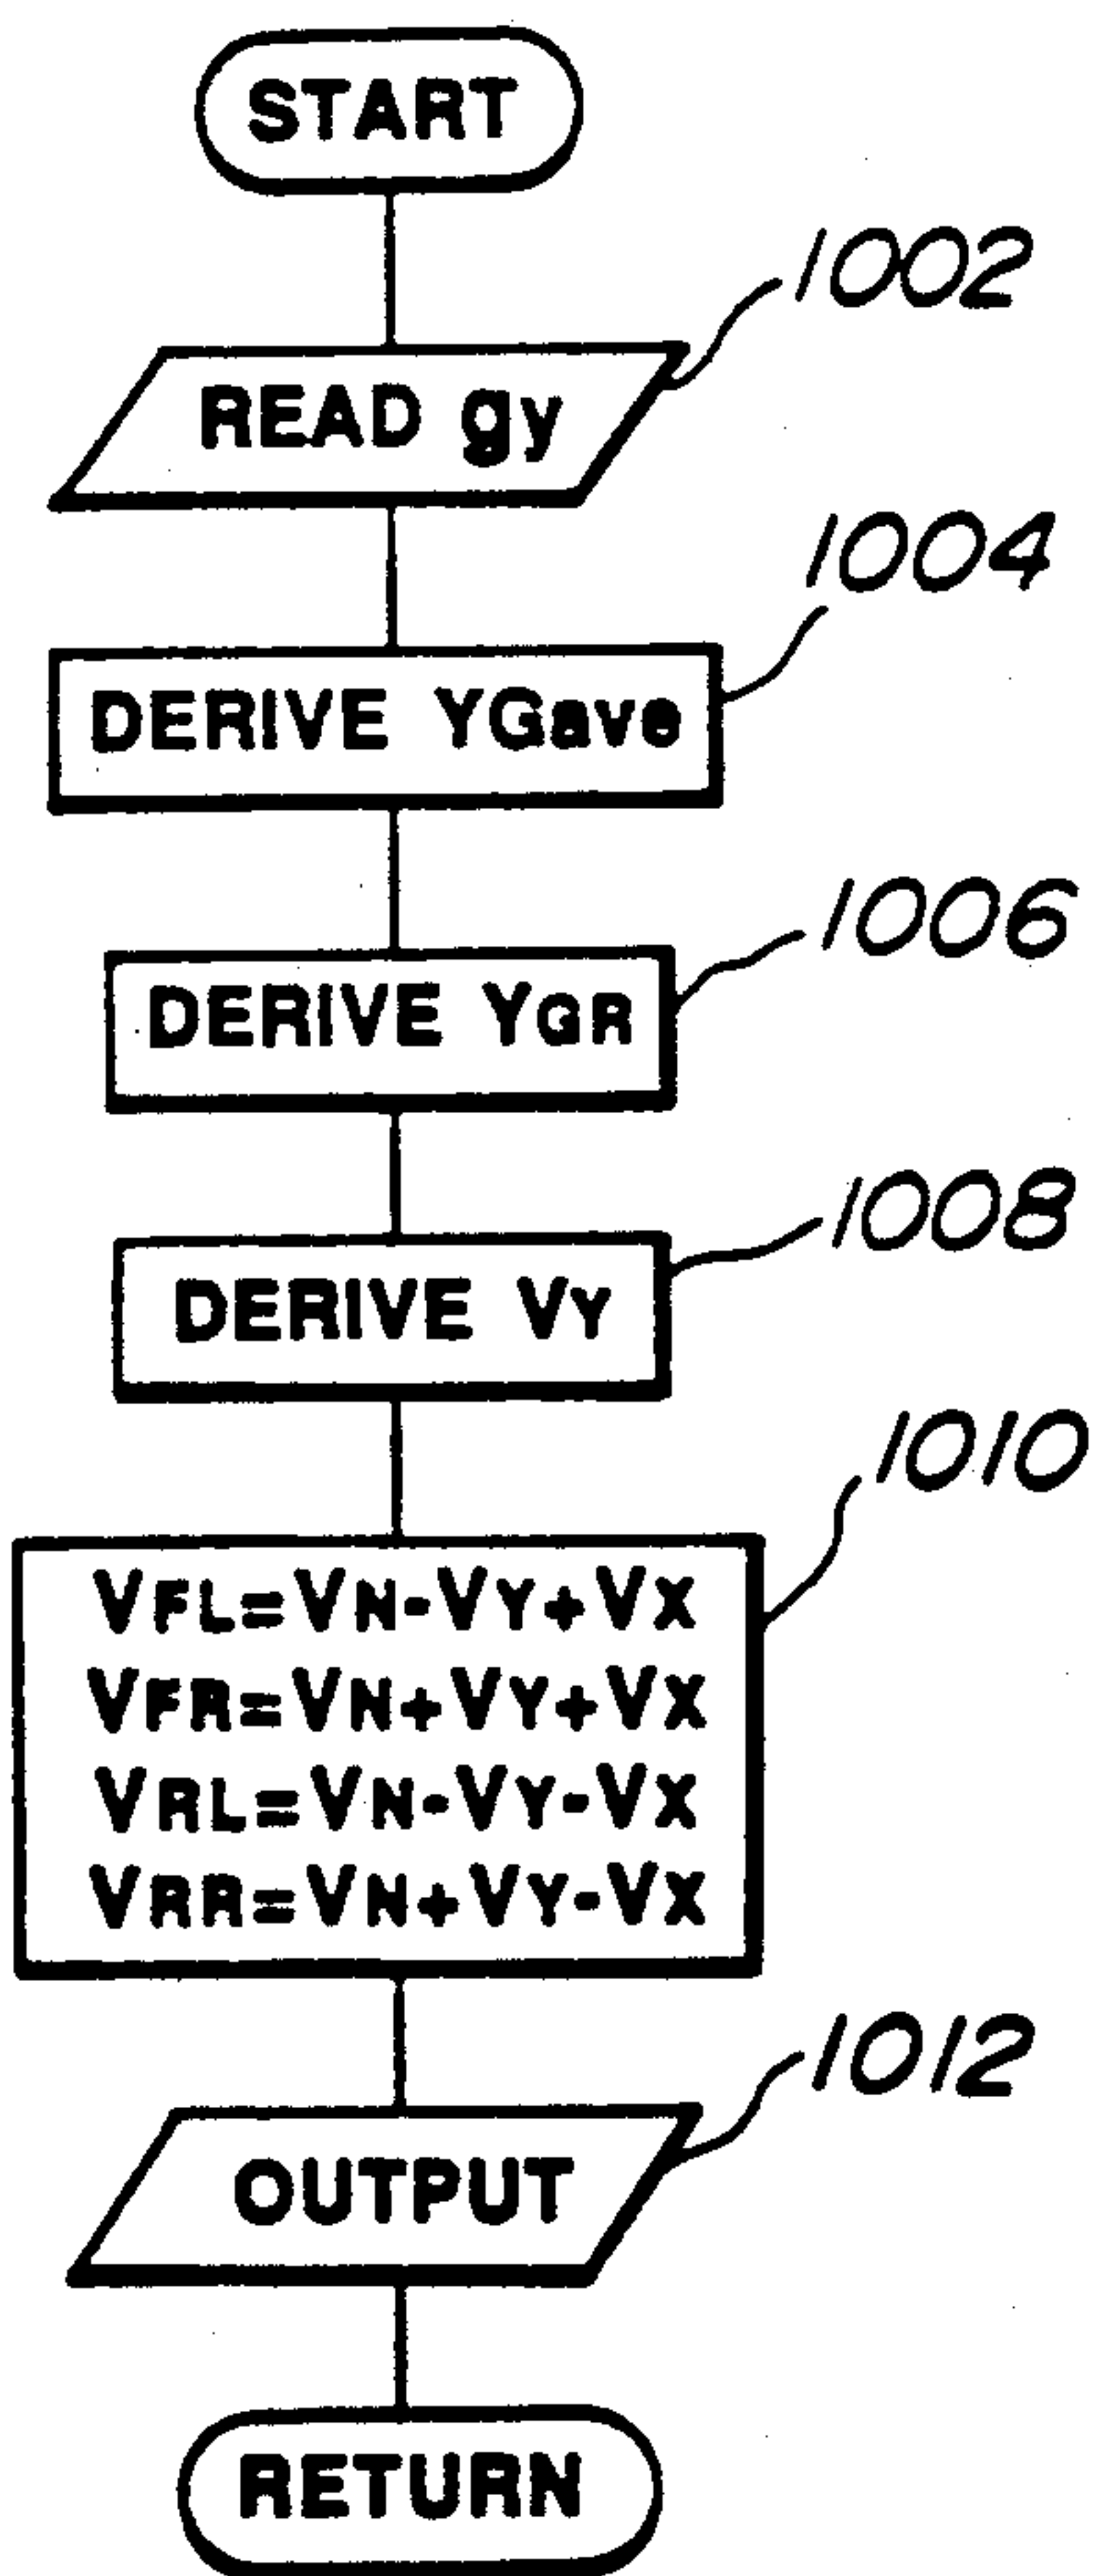 START
1002
READ gy
1004
DERIVE YGave
1006
DERIVE YGR
1008
DERIVE VY
1010
VFL=VN-VY+VX
VFR=VN+VY+VX
VRL=VN-VY-VX
VRR=VN+VY-VX
1012
OUTPUT
RETURN